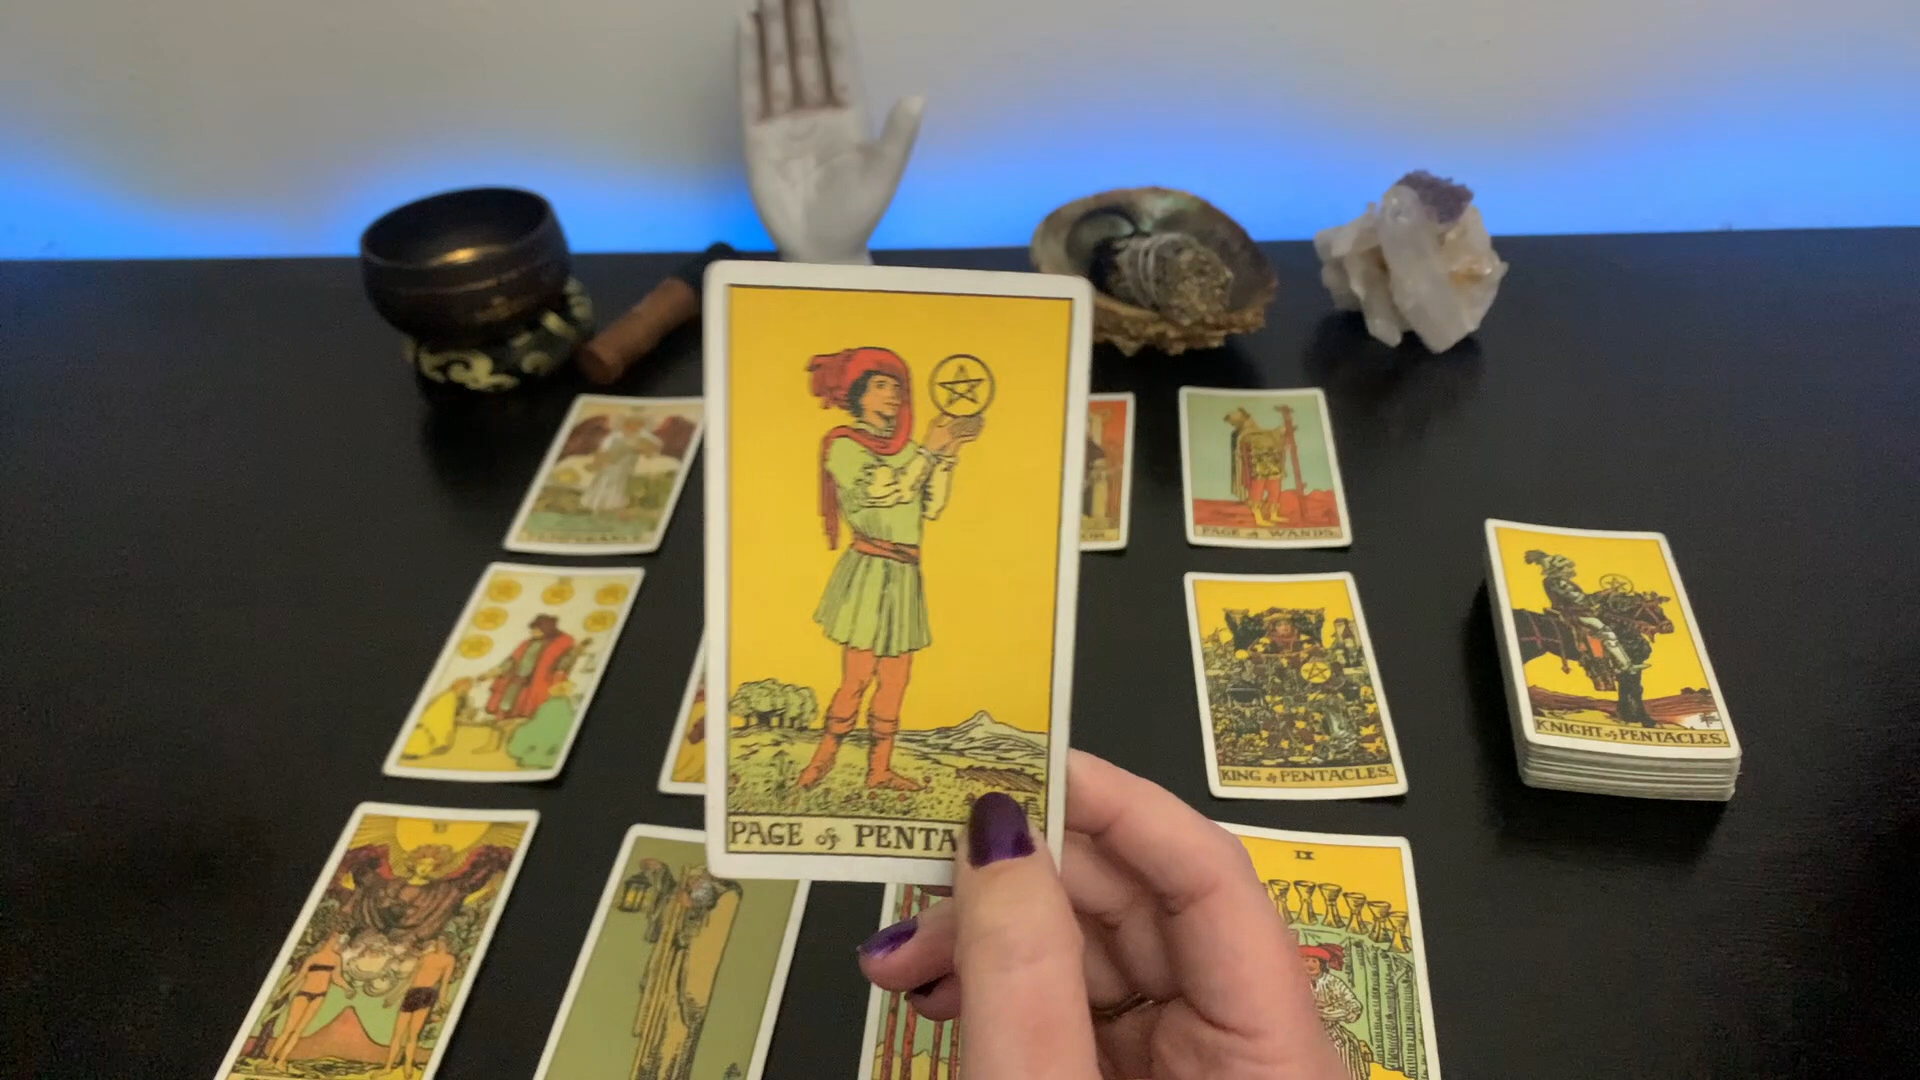 PAGE of WANDS.
KNIGHT of PENTACLES.
KING of PENTACLES.
PAGE of PENTA
IX